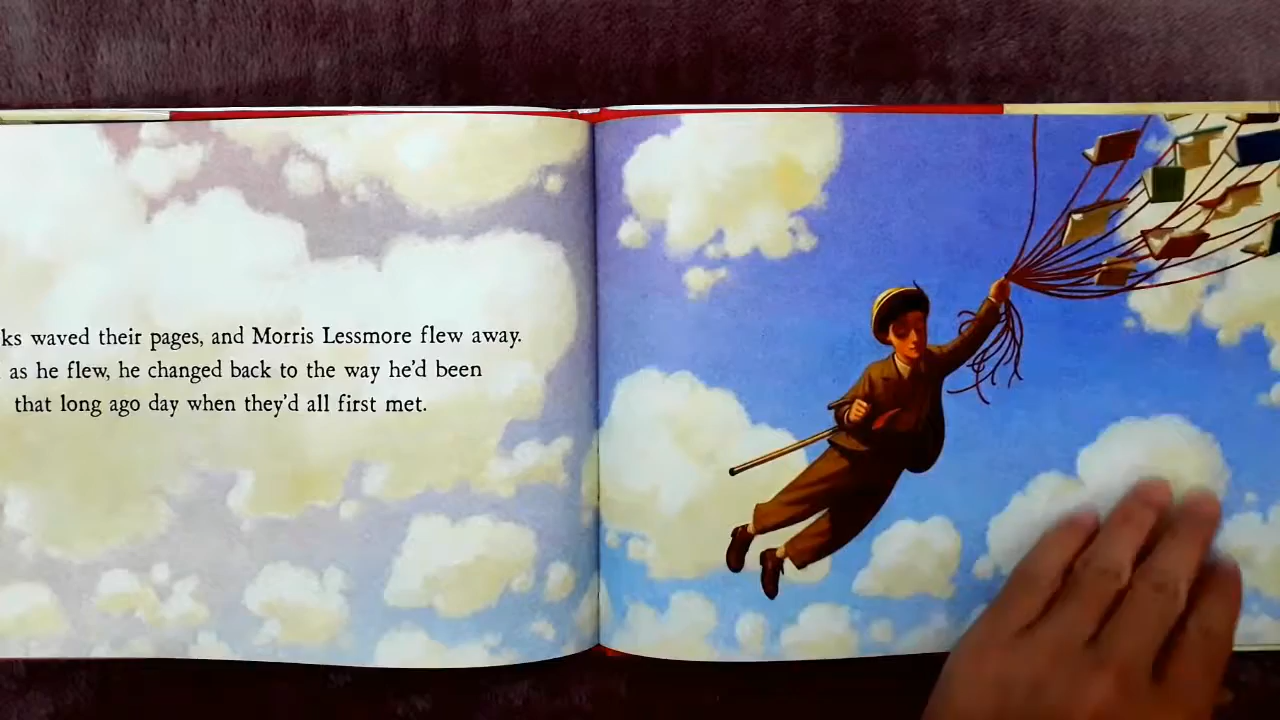 ks waved their pages, and Morris Lessmore flew away.
as he flew, he changed back to the way he'd been
that long ago day when they'd all first met.